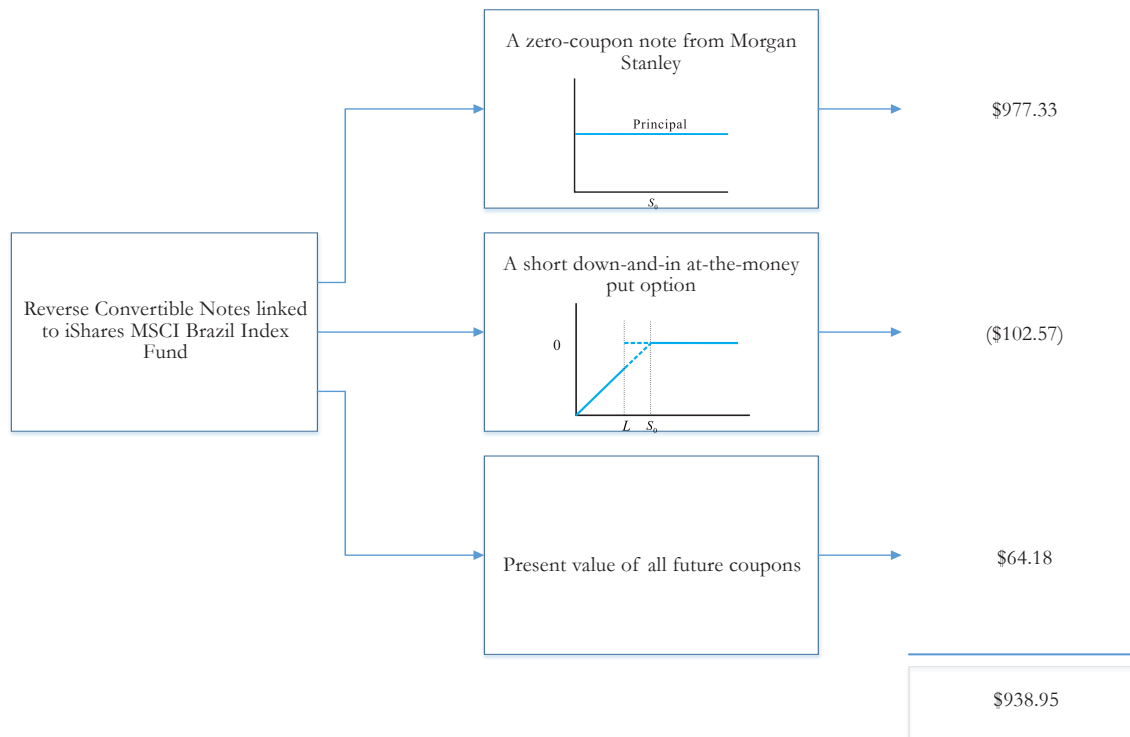 Reverse Convertible Notes linked
to iShares MSCI Brazil Index
Fund
A zero-coupon note from Morgan
Stanley
Principal
S₀
$977.33
A short down-and-in at-the-money
put option
0
L S₀
($102.57)
Present value of all future coupons
$64.18
$938.95